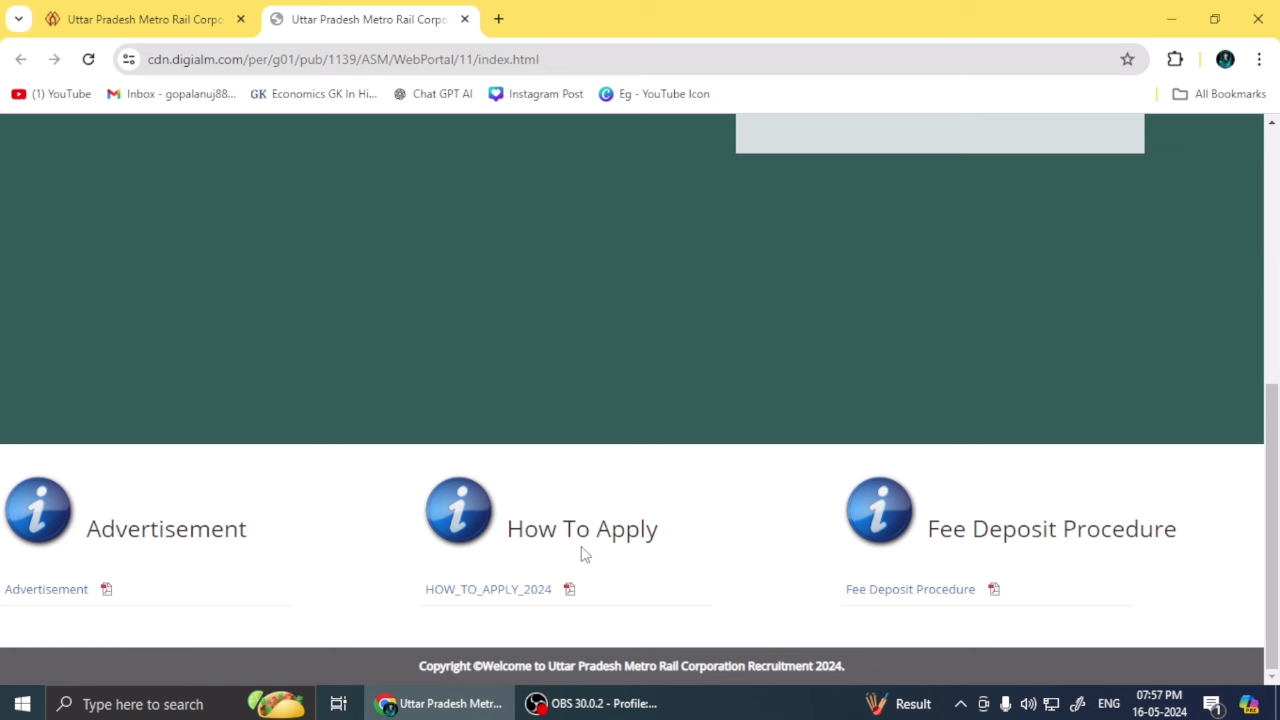 Uttar Pradesh Metro Rail Corpo
Uttar Pradesh Metro Rail Corpo
cdn.digialm.com/per/g01/pub/1139/ASM/WebPortal/11/index.html
(1) YouTube
Inbox - gopalanuj88...
GK Economics GK In Hi...
Chat GPT AI
Instagram Post
Eg - YouTube Icon
All Bookmarks
Advertisement
How To Apply
Fee Deposit Procedure
Advertisement
HOW_TO_APPLY_2024
Fee Deposit Procedure
Copyright ©Welcome to Uttar Pradesh Metro Rail Corporation Recruitment 2024.
Type here to search
Uttar Pradesh Metr...
OBS 30.0.2 - Profile:...
Result
ENG
07:57 PM
16-05-2024
1
PRE